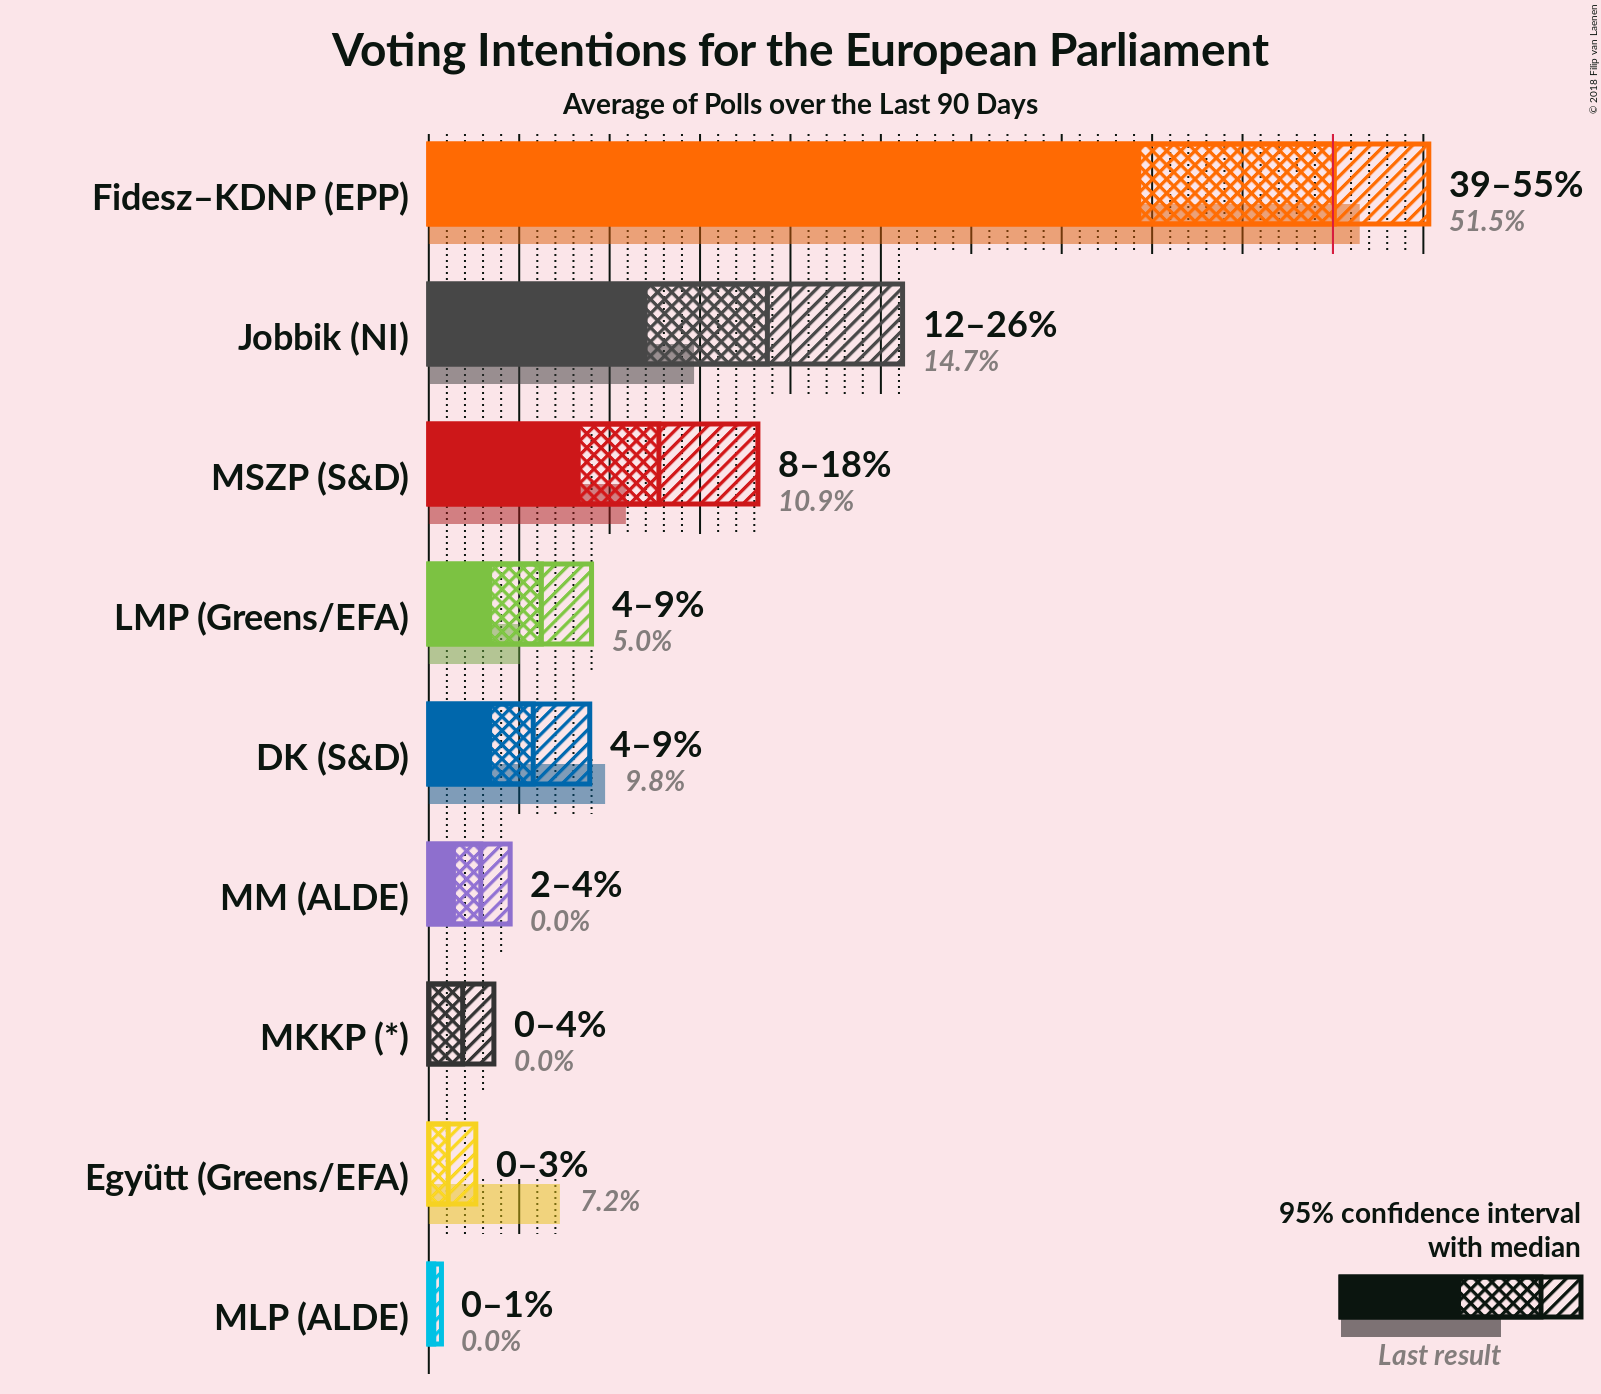 © 2018 Filip van Laenen
Voting Intentions for the European Parliament
Average of Polls over the Last 90 Days
Fidesz–KDNP (EPP)
39–55%
51.5%
Jobbik (NI)
12–26%
14.7%
MSZP (S&D)
8–18%
10.9%
LMP (Greens/EFA)
4–9%
5.0%
DK (S&D)
4–9%
9.8%
MM (ALDE)
2–4%
0.0%
MKKP (*)
0–4%
0.0%
Együtt (Greens/EFA)
0–3%
7.2%
MLP (ALDE)
0–1%
0.0%
95% confidence interval
with median
Last result